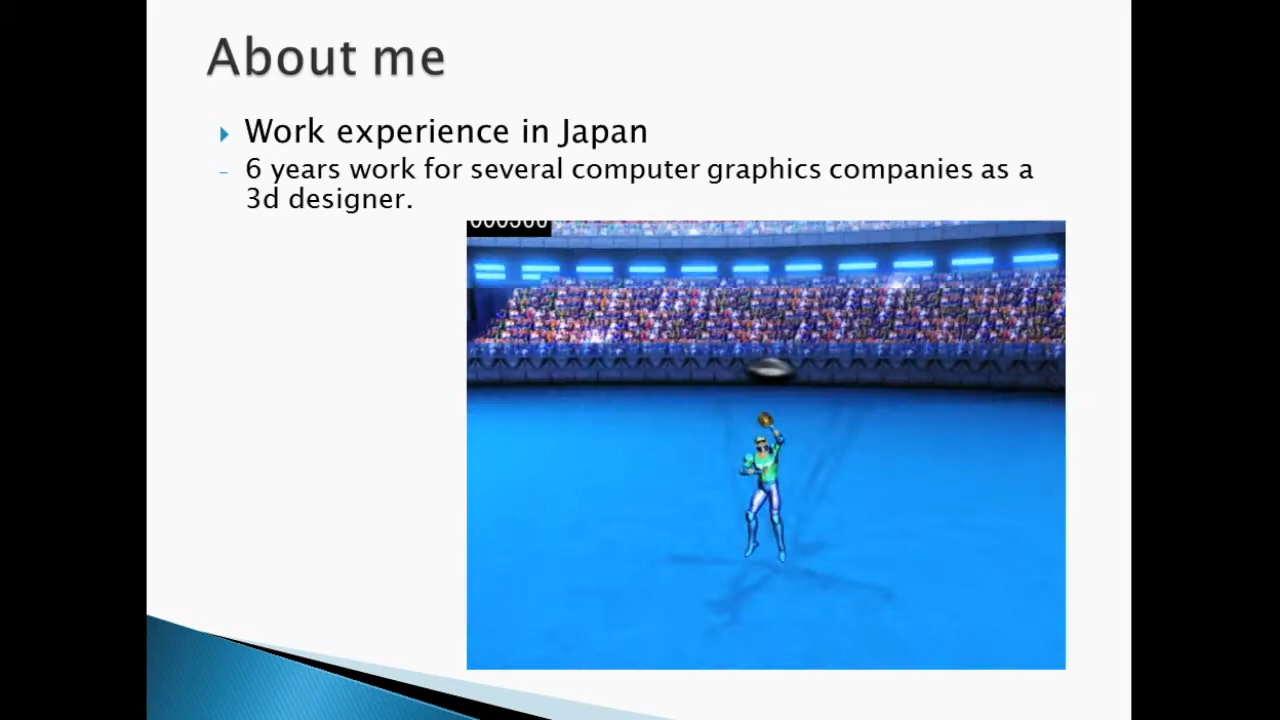 About me
Work experience in Japan
6 years work for several computer graphics companies as a
3d designer.